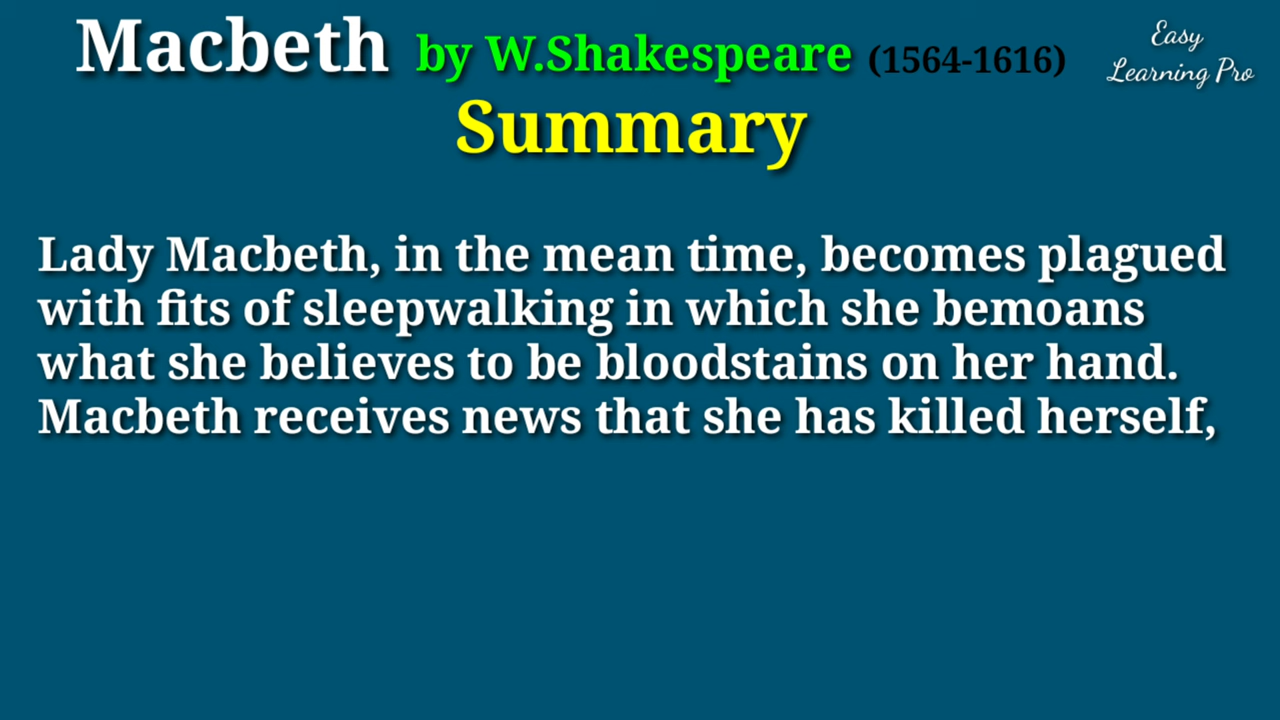 Macbeth by W.Shakespeare (1564-1616)
Easy
Learning Pro
Summary
Lady Macbeth, in the mean time, becomes plagued
with fits of sleepwalking in which she bemoans
what she believes to be bloodstains on her hand.
Macbeth receives news that she has killed herself,